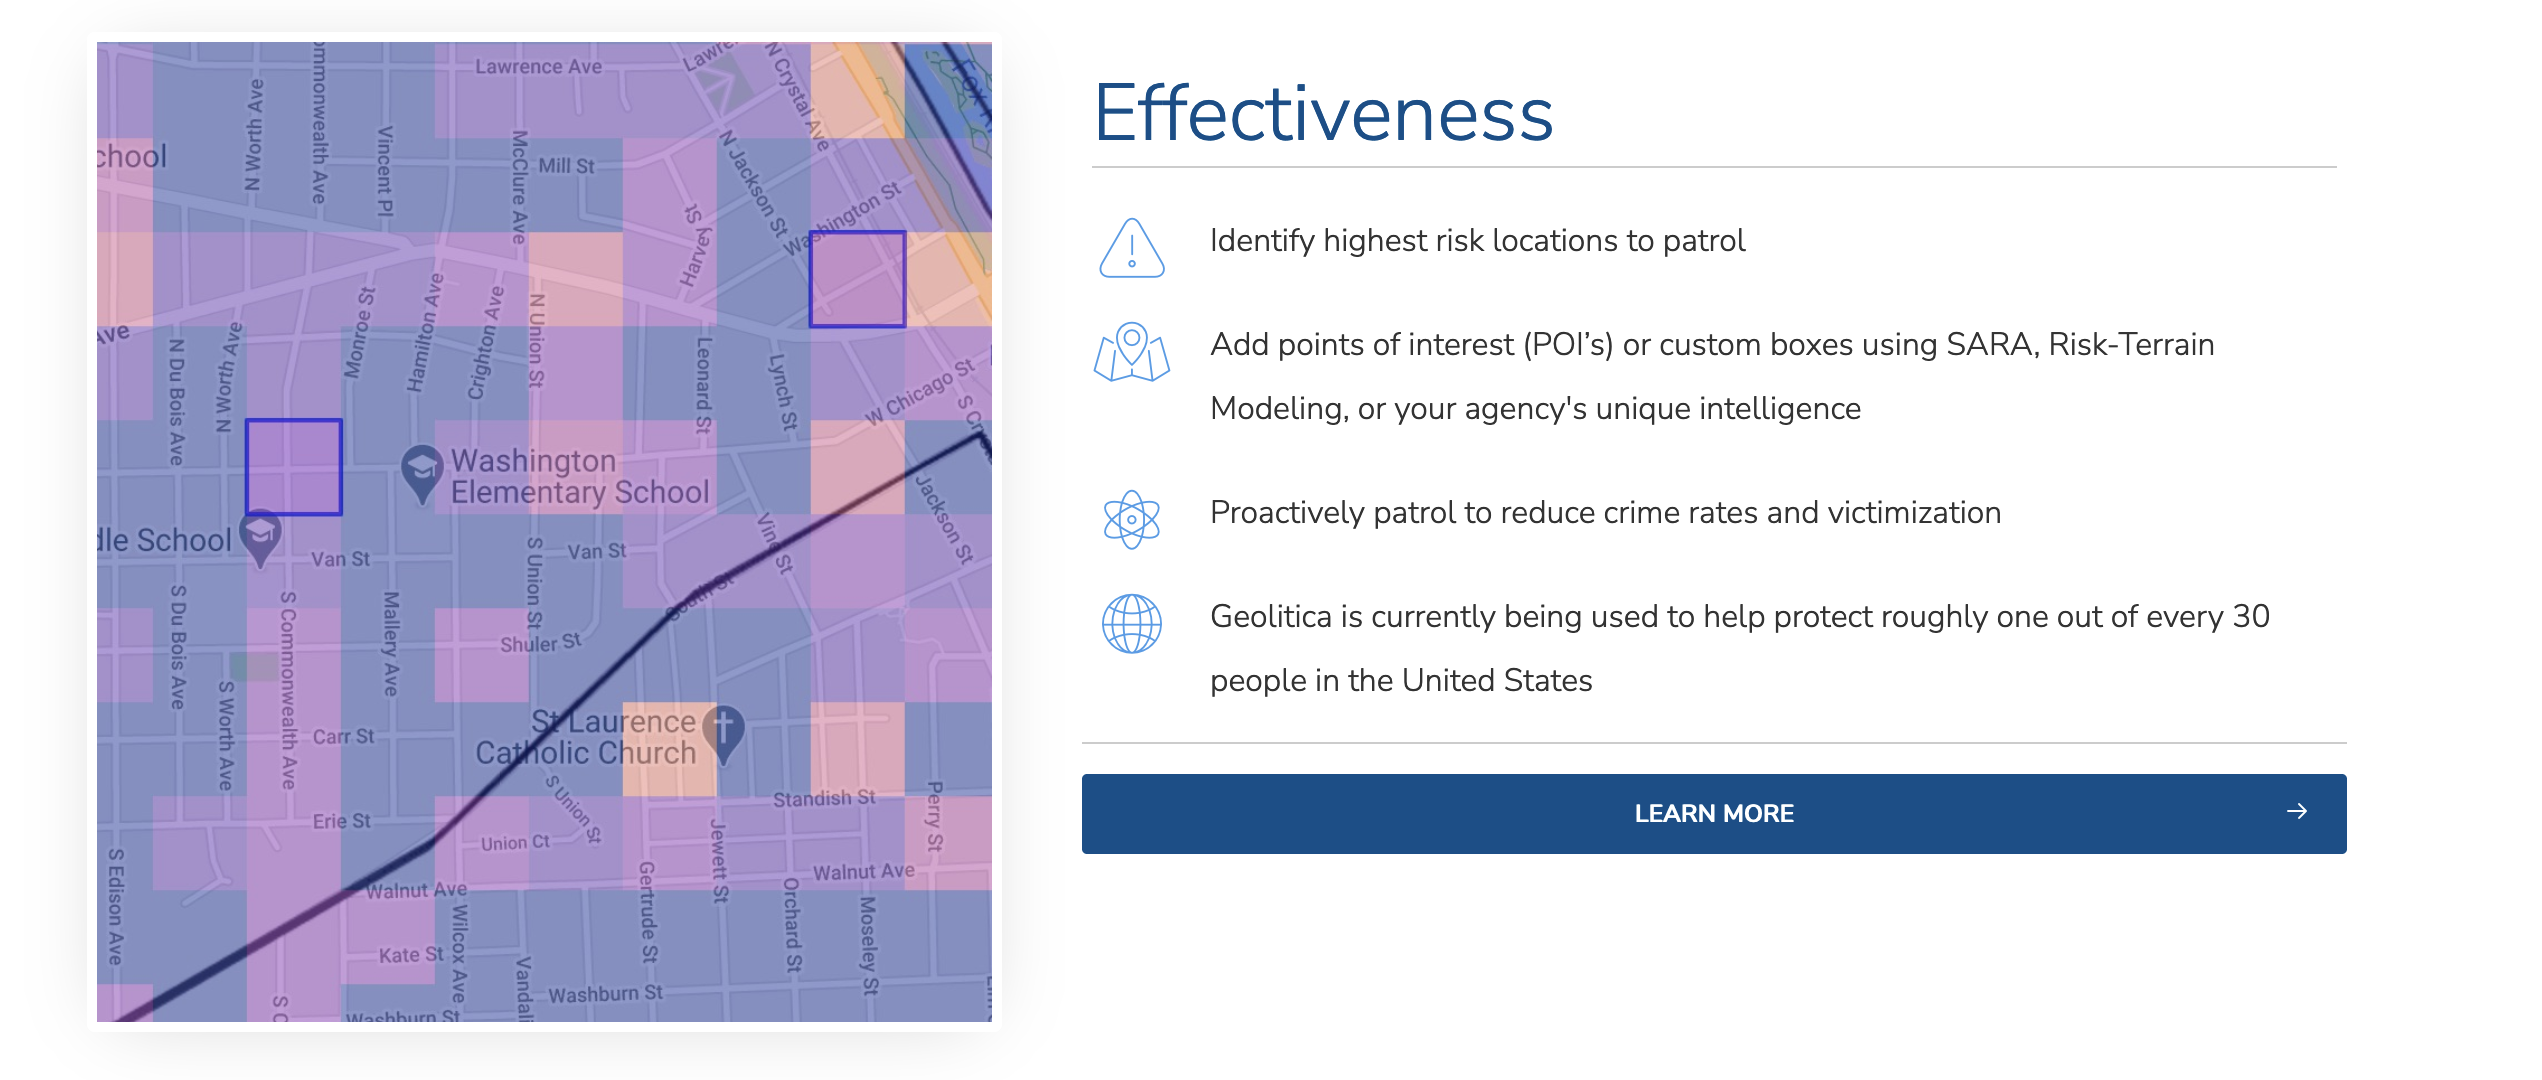 Lawrence Ave
Lawre
N Crystal Ave
Fox R
N Worth Ave
ommonwealth Ave
Vincent Pl
McClure Ave
Mill St
N Jackson St
chool
Washington St
Harvey St
Ave
N Du Bois Ave
N Worth Ave
Monroe St
Hamilton Ave
Crighton Ave
N Union St
Leonard St
Lynch St
W Chicago St
S Cry
Washington
Elementary School
dle School
Van St
Van St
Vine St
Jackson St
S Union St
South St
S Du Bois Ave
S Commonwealth Ave
Mallery Ave
Shuler St
S Worth Ave
Carr St
St Laurence
Catholic Church
S Union St
Standish St
Perry St
Erie St
Union Ct
Jewett St
S Edison Ave
Walnut Ave
Walnut Ave
Gertrude St
Orchard St
Moseley St
Wilcox Ave
Kate St
Vandali
Washburn St
Washburn St
S C
Effectiveness
Identify highest risk locations to patrol
Add points of interest (POI’s) or custom boxes using SARA, Risk-Terrain
Modeling, or your agency's unique intelligence
Proactively patrol to reduce crime rates and victimization
Geolitica is currently being used to help protect roughly one out of every 30
people in the United States
LEARN MORE